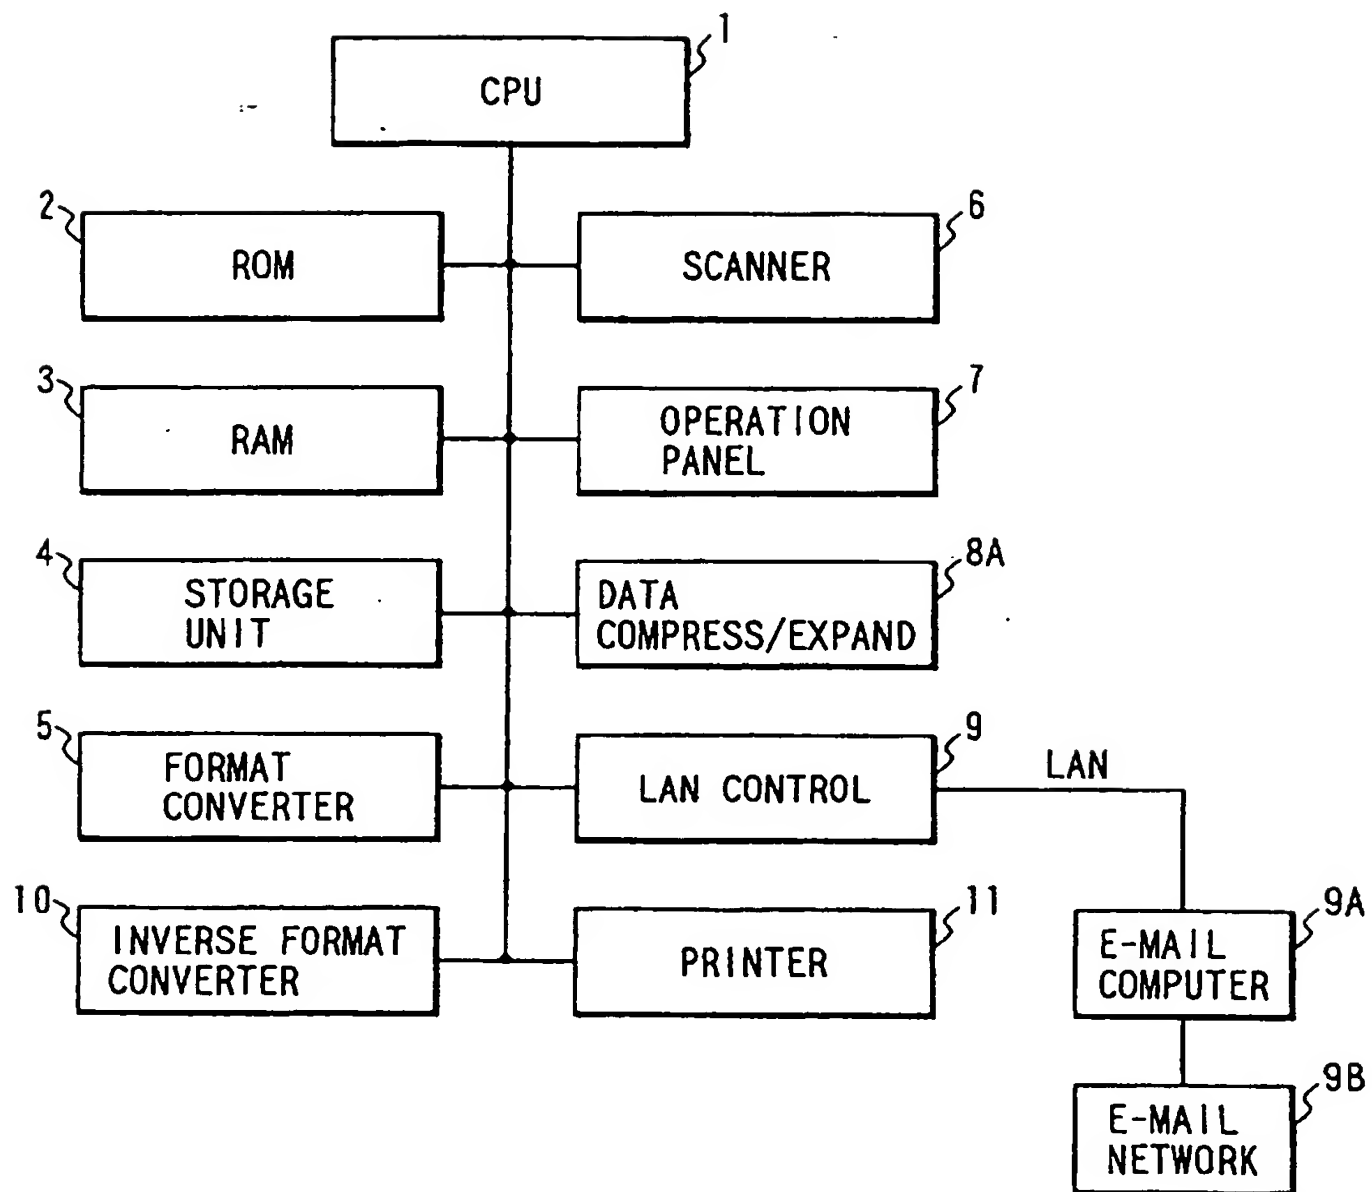 1
CPU
2
ROM
6
SCANNER
3
RAM
7
OPERATION
PANEL
4
STORAGE
UNIT
8A
DATA
COMPRESS/EXPAND
5
FORMAT
CONVERTER
9
LAN CONTROL
LAN
10
INVERSE FORMAT
CONVERTER
11
PRINTER
9A
E-MAIL
COMPUTER
9B
E-MAIL
NETWORK